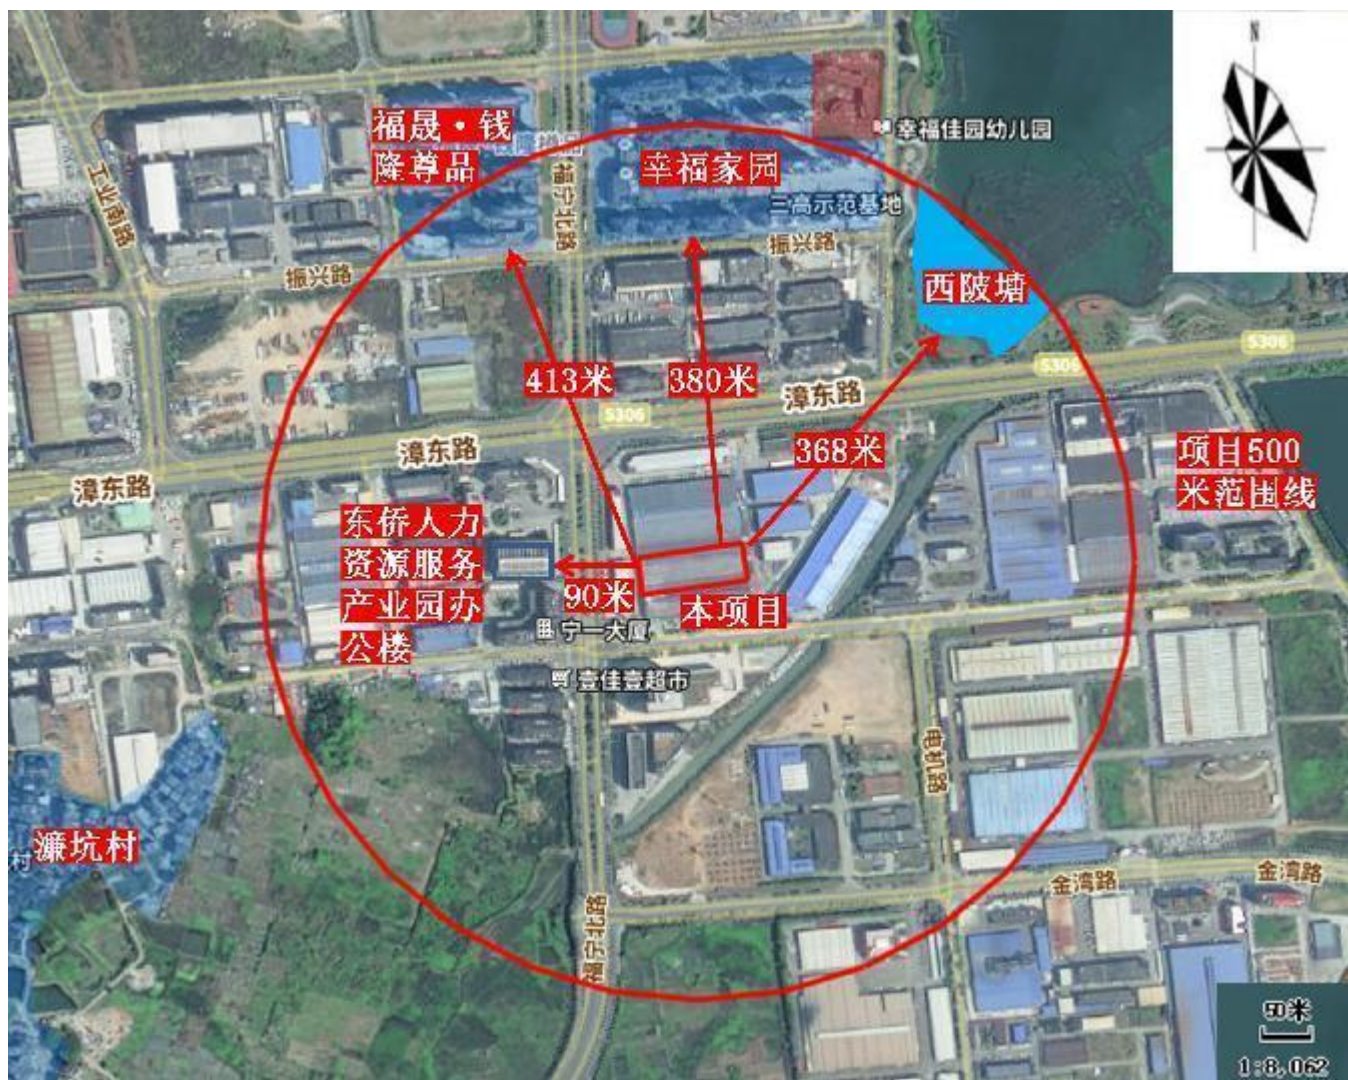 N
福晟·钱
隆尊品
幸福佳园幼儿园
幸福家园
三高示范基地
福宁北路
工业南路
振兴路
振兴路
西陂塘
S306
S306
413米
380米
漳东路
S306
368米
漳东路
漳东路
项目500
米范围线
东侨人力
资源服务
产业园办
公楼
90米
本项目
宁一大厦
壹佳壹超市
电机路
濂坑村
村
金湾路
金湾路
福宁北路
50米
1:8,062